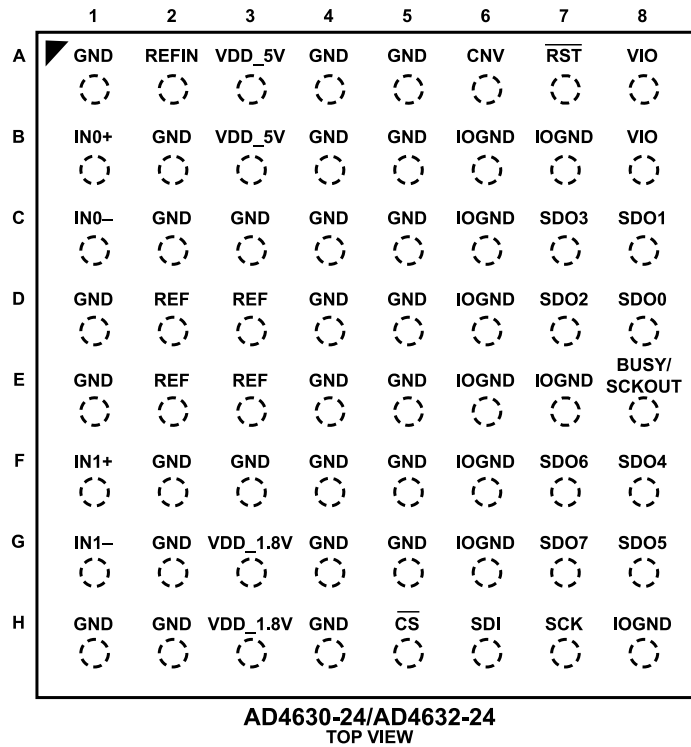 1 2 3 4 5 6 7 8
A GND REFIN VDD_5V GND GND CNV RST VIO
B IN0+ GND VDD_5V GND GND IOGND IOGND VIO
C IN0– GND GND GND GND IOGND SDO3 SDO1
D GND REF REF GND GND IOGND SDO2 SDO0
E GND REF REF GND GND IOGND IOGND BUSY/
SCKOUT
F IN1+ GND GND GND GND IOGND SDO6 SDO4
G IN1– GND VDD_1.8V GND GND IOGND SDO7 SDO5
H GND GND VDD_1.8V GND CS SDI SCK IOGND
AD4630-24/AD4632-24
TOP VIEW